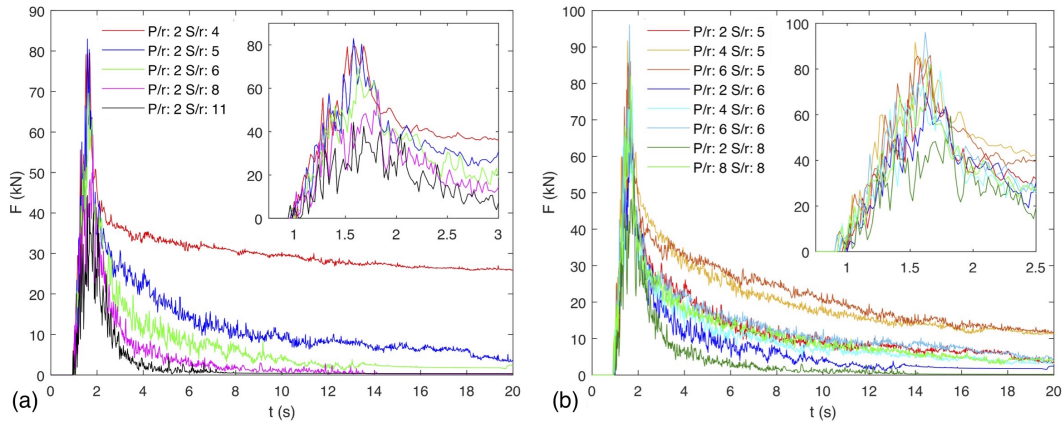 90
80
70
60
50
40
30
20
10
0
F (kN)
P/r: 2 S/r: 4
P/r: 2 S/r: 5
P/r: 2 S/r: 6
P/r: 2 S/r: 8
P/r: 2 S/r: 11
80
60
40
20
0
1 1.5 2 2.5 3
0 2 4 6 8 10 12 14 16 18 20
t (s)
(a)
100
90
80
70
60
50
40
30
20
10
0
F (kN)
P/r: 2 S/r: 5
P/r: 4 S/r: 5
P/r: 6 S/r: 5
P/r: 2 S/r: 6
P/r: 4 S/r: 6
P/r: 6 S/r: 6
P/r: 2 S/r: 8
P/r: 8 S/r: 8
100
80
60
40
20
0
1 1.5 2 2.5
0 2 4 6 8 10 12 14 16 18 20
t (s)
(b)